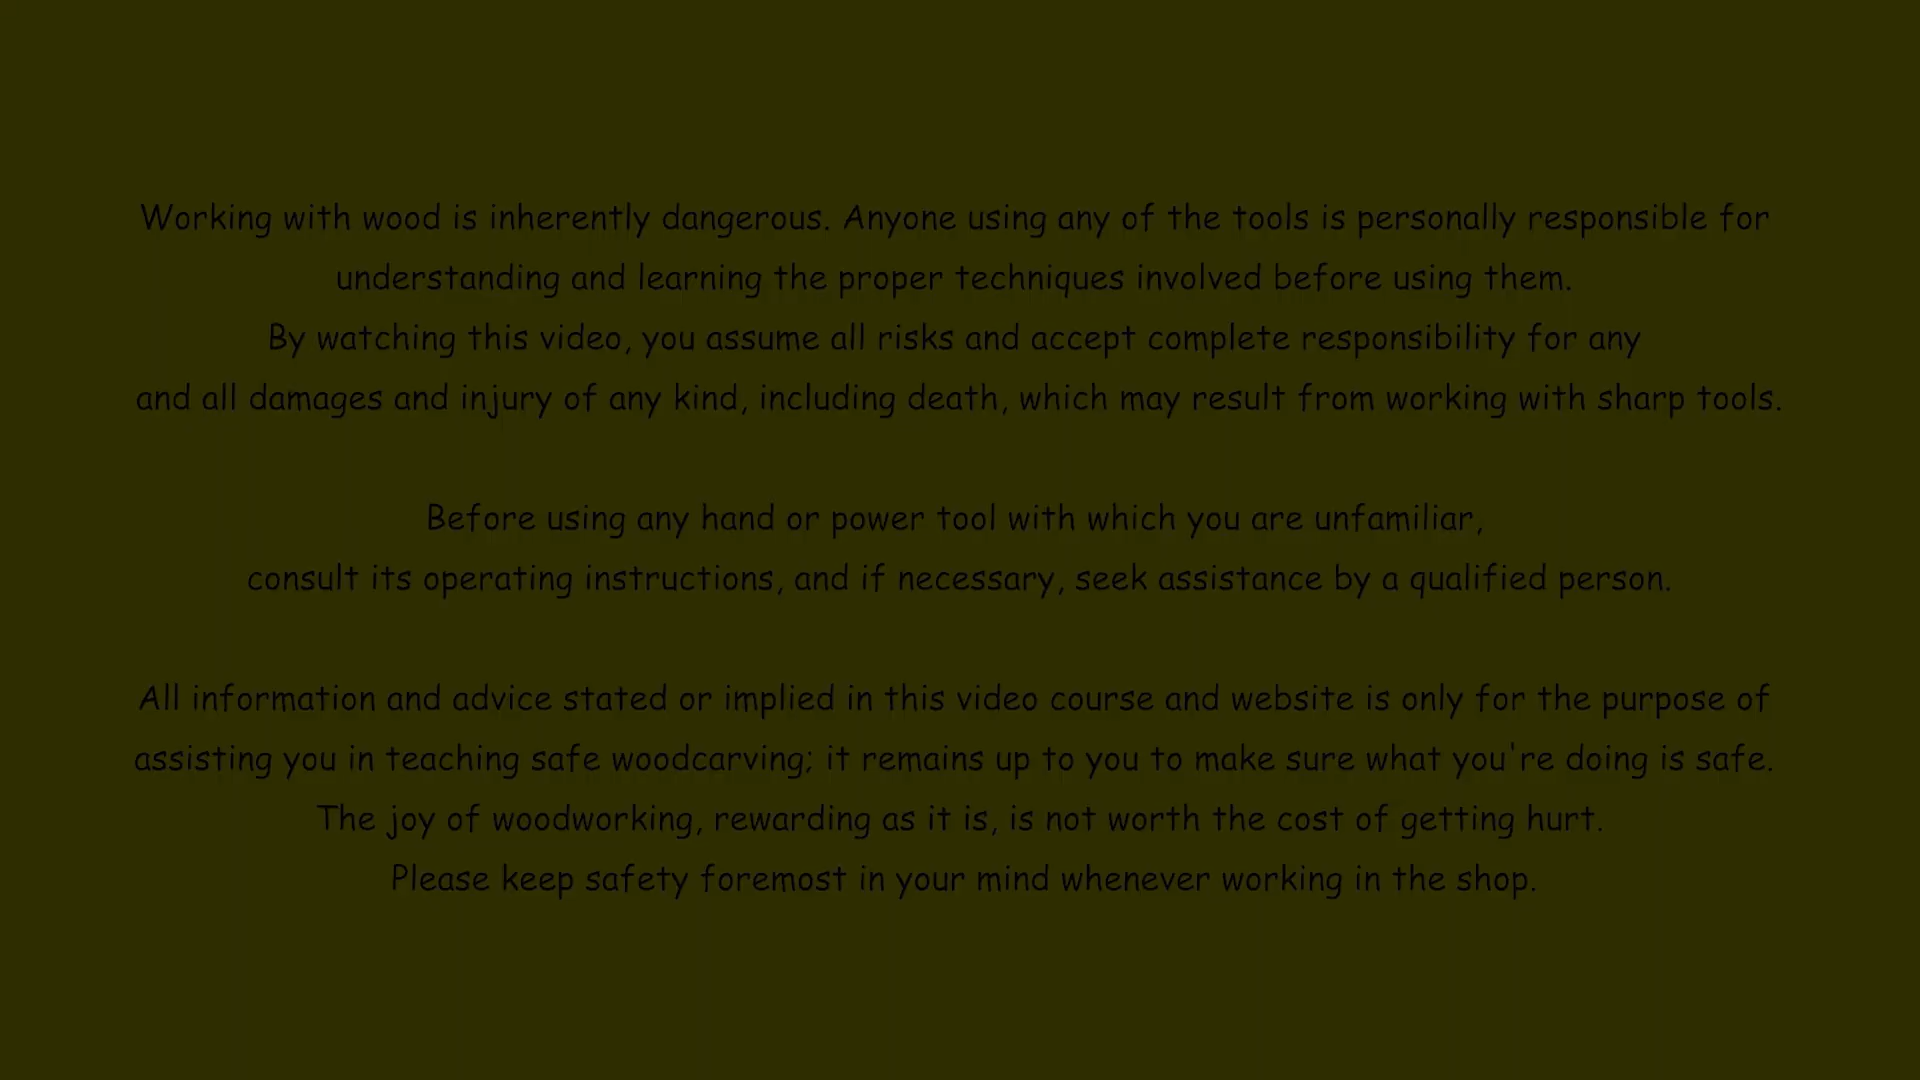 Working with wood is inherently dangerous. Anyone using any of the tools is personally responsible for
understanding and learning the proper techniques involved before using them.
By watching this video, you assume all risks and accept complete responsibility for any
and all damages and injury of any kind, including death, which may result from working with sharp tools.
Before using any hand or power tool with which you are unfamiliar,
consult its operating instructions, and if necessary, seek assistance by a qualified person.
All information and advice stated or implied in this video course and website is only for the purpose of
assisting you in teaching safe woodcarving; it remains up to you to make sure what you're doing is safe.
The joy of woodworking, rewarding as it is, is not worth the cost of getting hurt.
Please keep safety foremost in your mind whenever working in the shop.